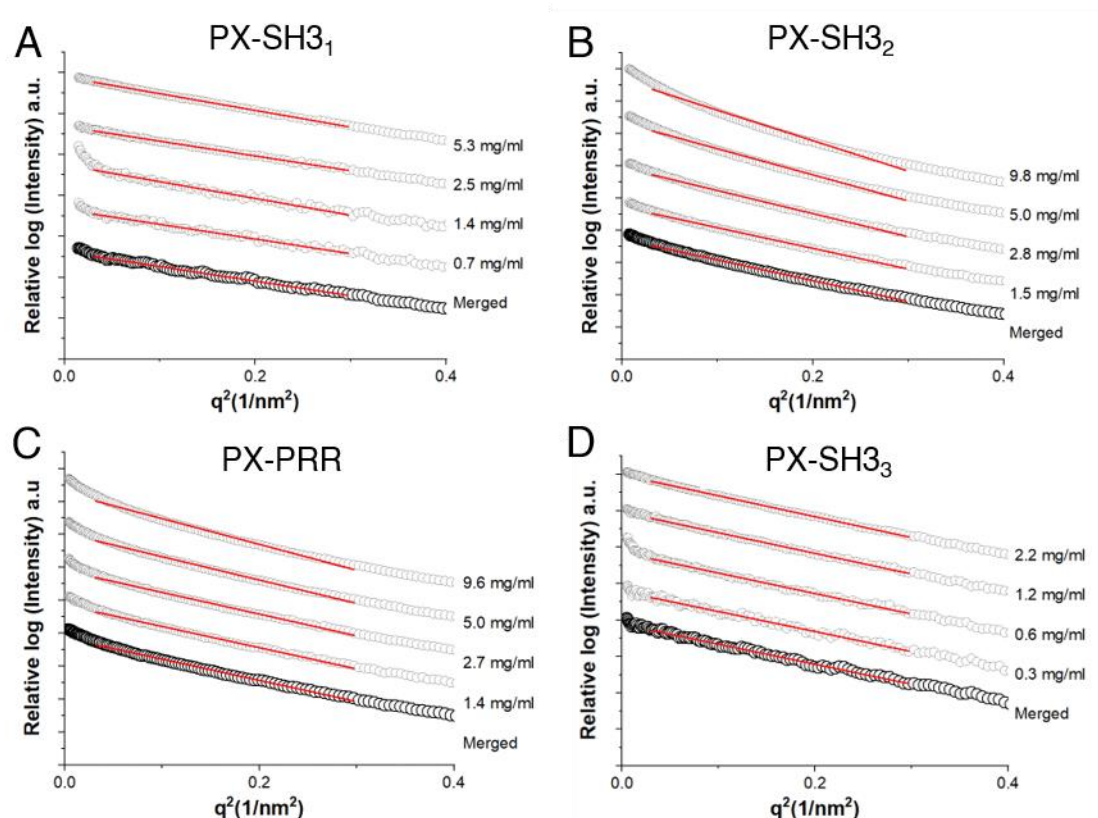 A
PX-SH3₁
Relative log (Intensity) a.u.
5.3 mg/ml
2.5 mg/ml
1.4 mg/ml
0.7 mg/ml
Merged
0.0 0.2 0.4
q²(1/nm²)
B
PX-SH3₂
Relative log (Intensity) a.u.
9.8 mg/ml
5.0 mg/ml
2.8 mg/ml
1.5 mg/ml
Merged
0.0 0.2 0.4
q²(1/nm²)
C
PX-PRR
Relative log (Intensity) a.u
9.6 mg/ml
5.0 mg/ml
2.7 mg/ml
1.4 mg/ml
Merged
0.0 0.2 0.4
q²(1/nm²)
D
PX-SH3₃
Relative log (Intensity) a.u.
2.2 mg/ml
1.2 mg/ml
0.6 mg/ml
0.3 mg/ml
Merged
0.0 0.2 0.4
q²(1/nm²)